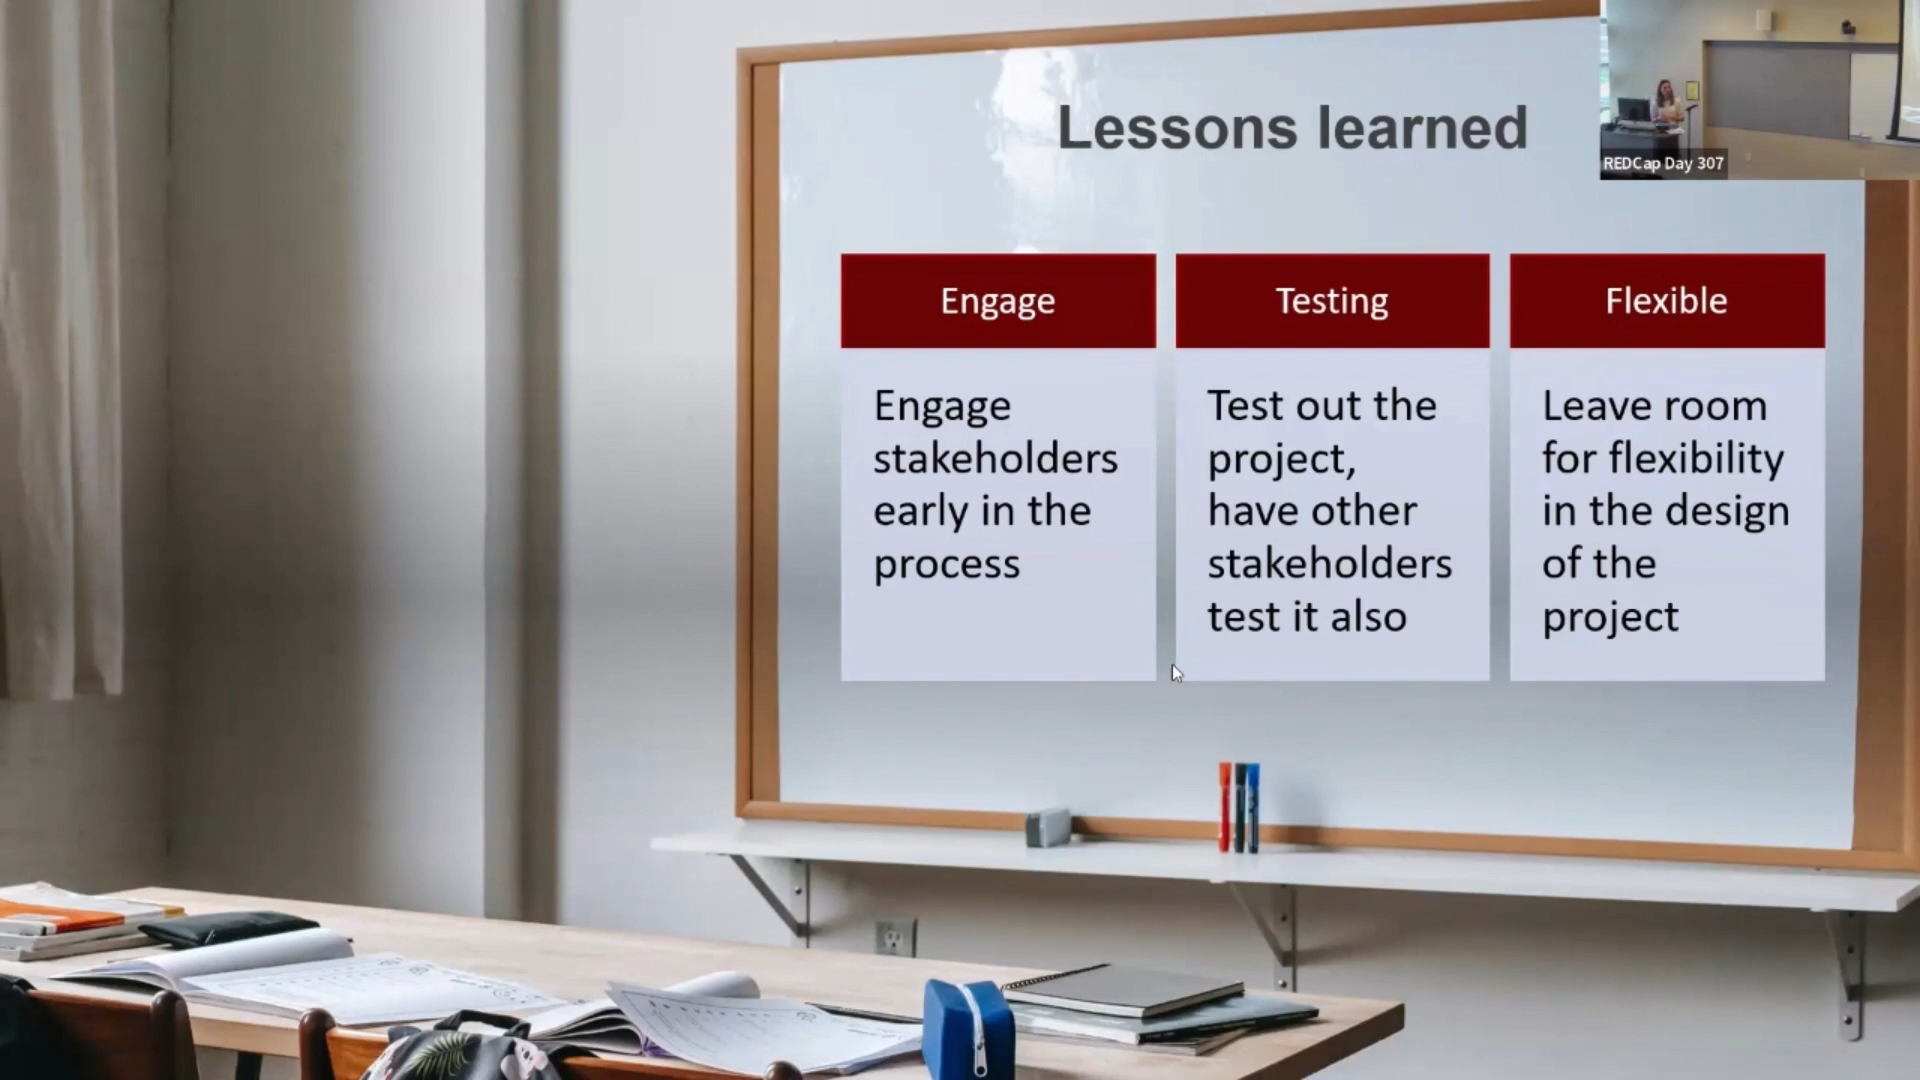 Lessons learned
REDCap Day 307
Engage
Engage
stakeholders
early in the
process
Testing
Test out the
project,
have other
stakeholders
test it also
Flexible
Leave room
for flexibility
in the design
of the
project